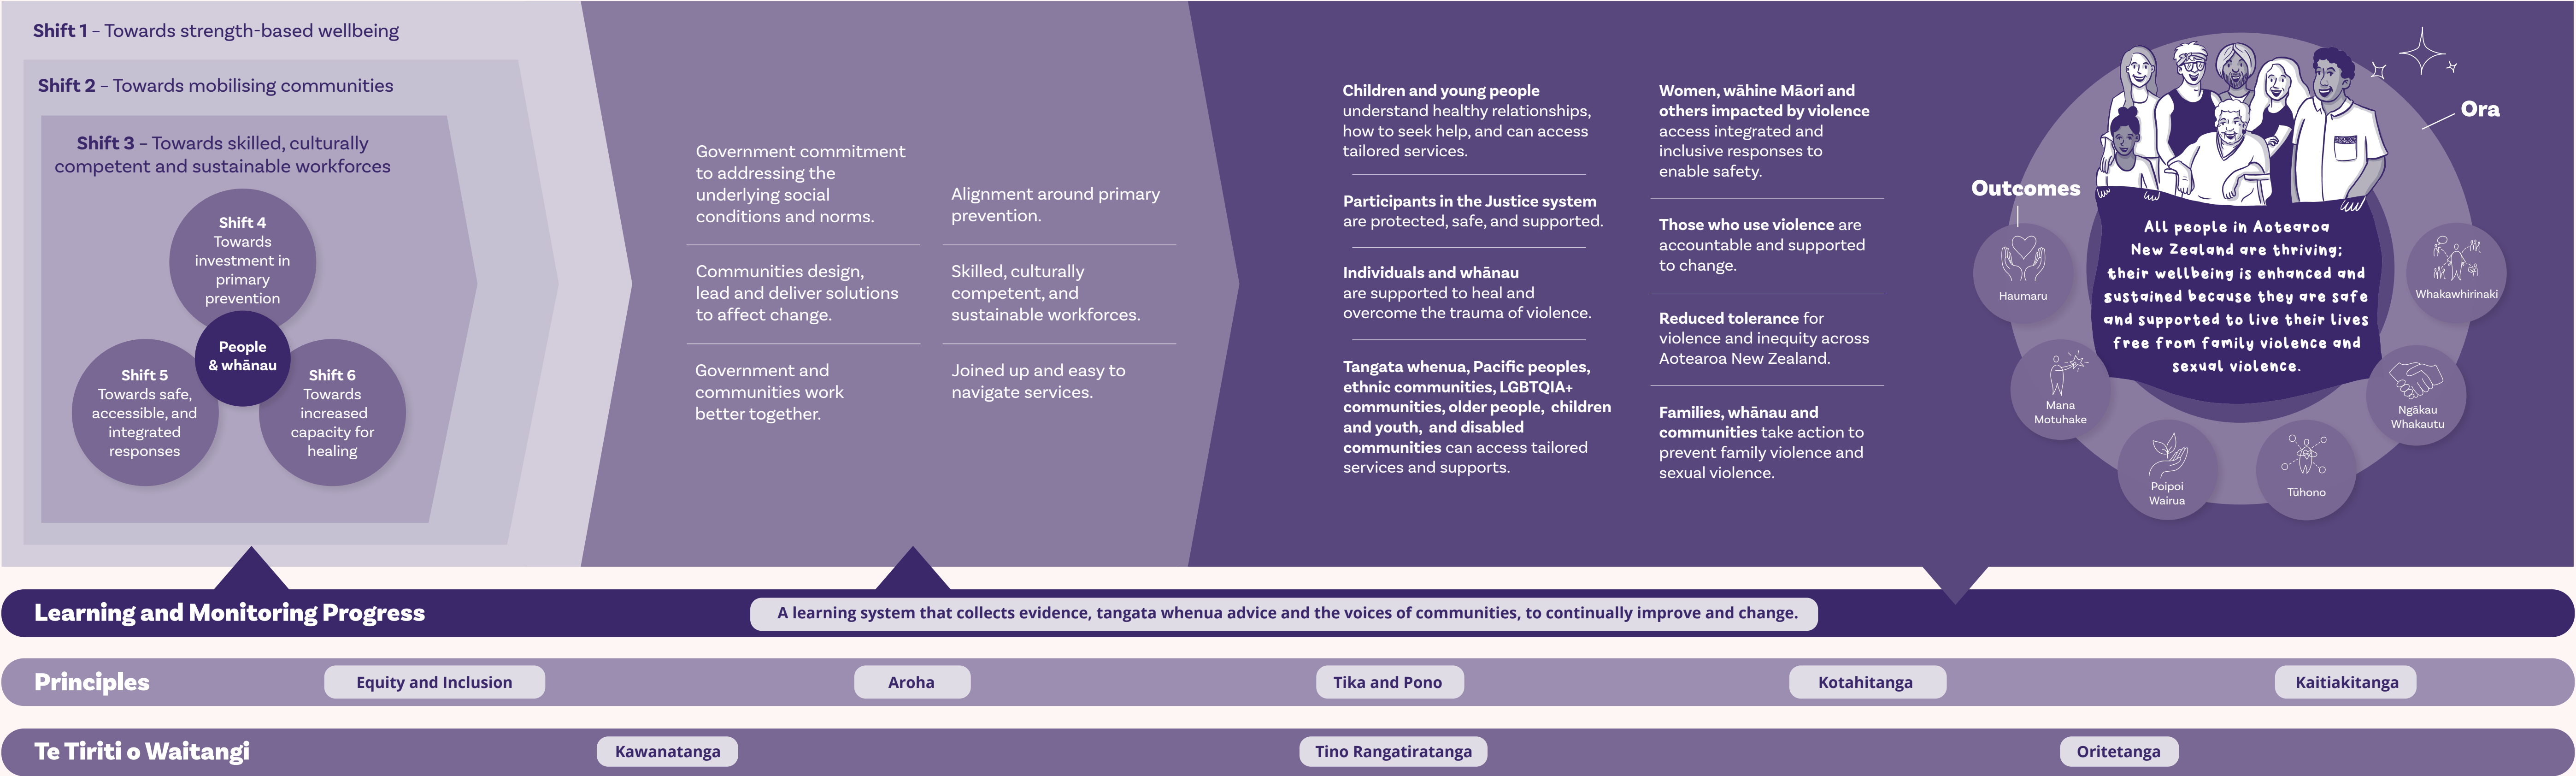 Shift 1 – Towards strength-based wellbeing
Shift 2 – Towards mobilising communities
Shift 3 – Towards skilled, culturally
competent and sustainable workforces
Shift 4
Towards
investment in
primary
prevention
People
& whānau
Shift 5
Towards safe,
accessible, and
integrated
responses
Shift 6
Towards
increased
capacity for
healing
Government commitment
to addressing the
underlying social
conditions and norms.
Communities design,
lead and deliver solutions
to affect change.
Government and
communities work
better together.
Alignment around primary
prevention.
Skilled, culturally
competent, and
sustainable workforces.
Joined up and easy to
navigate services.
Children and young people
understand healthy relationships,
how to seek help, and can access
tailored services.
Participants in the Justice system
are protected, safe, and supported.
Individuals and whānau
are supported to heal and
overcome the trauma of violence.
Tangata whenua, Pacific peoples,
ethnic communities, LGBTQIA+
communities, older people, children
and youth, and disabled
communities can access tailored
services and supports.
Women, wāhine Māori and
others impacted by violence
access integrated and
inclusive responses to
enable safety.
Those who use violence are
accountable and supported
to change.
Reduced tolerance for
violence and inequity across
Aotearoa New Zealand.
Families, whānau and
communities take action to
prevent family violence and
sexual violence.
Ora
Outcomes
All people in Aotearoa
New Zealand are thriving;
their wellbeing is enhanced and
sustained because they are safe
and supported to live their lives
free from family violence and
sexual violence.
Haumaru
Mana
Motuhake
Poipoi
Wairua
Tūhono
Ngākau
Whakautu
Whakawhirinaki
Learning and Monitoring Progress
A learning system that collects evidence, tangata whenua advice and the voices of communities, to continually improve and change.
Principles
Equity and Inclusion
Aroha
Tika and Pono
Kotahitanga
Kaitiakitanga
Te Tiriti o Waitangi
Kawanatanga
Tino Rangatiratanga
Oritetanga